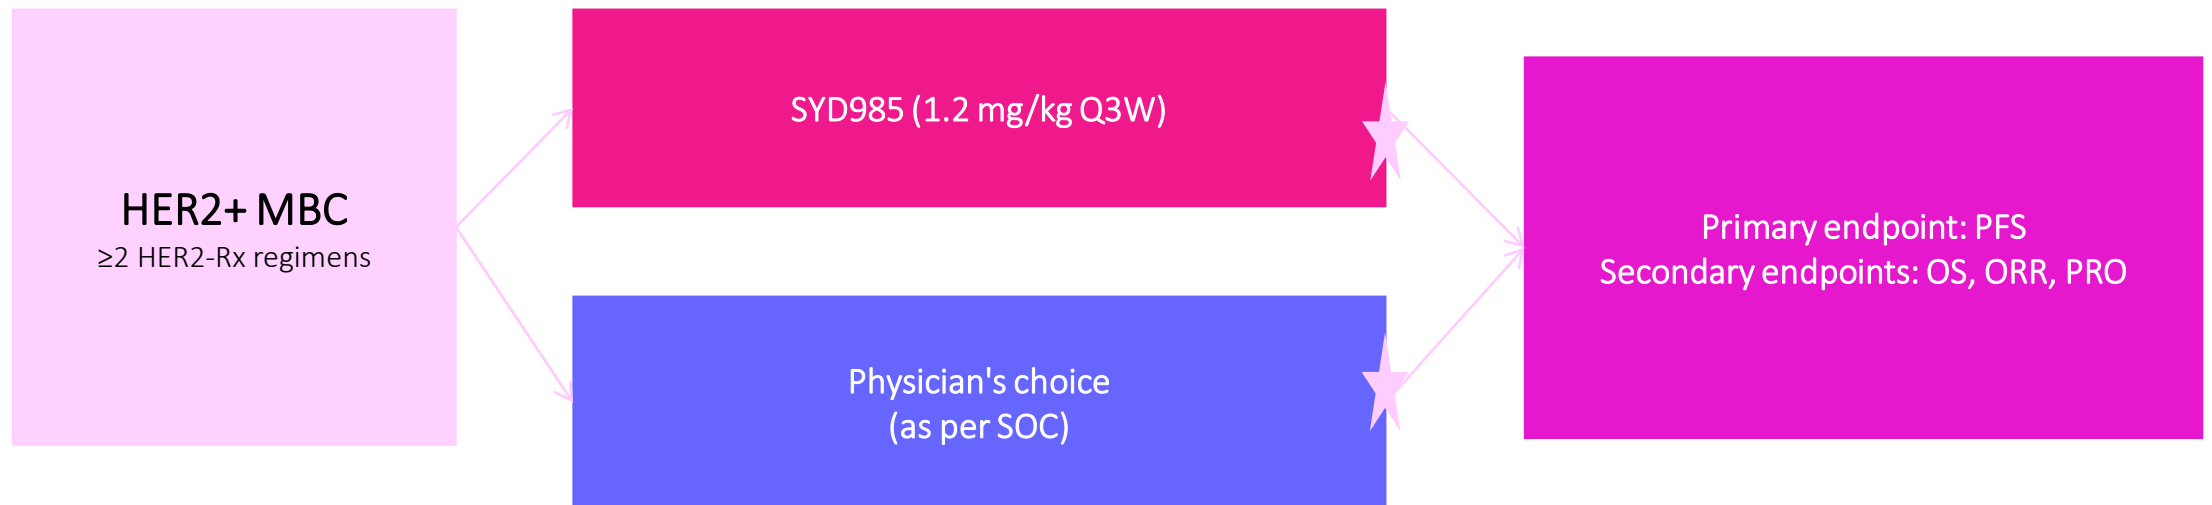 HER2+ MBC
≥2 HER2-Rx regimens
SYD985 (1.2 mg/kg Q3W)
Physician's choice
(as per SOC)
Primary endpoint: PFS
Secondary endpoints: OS, ORR, PRO